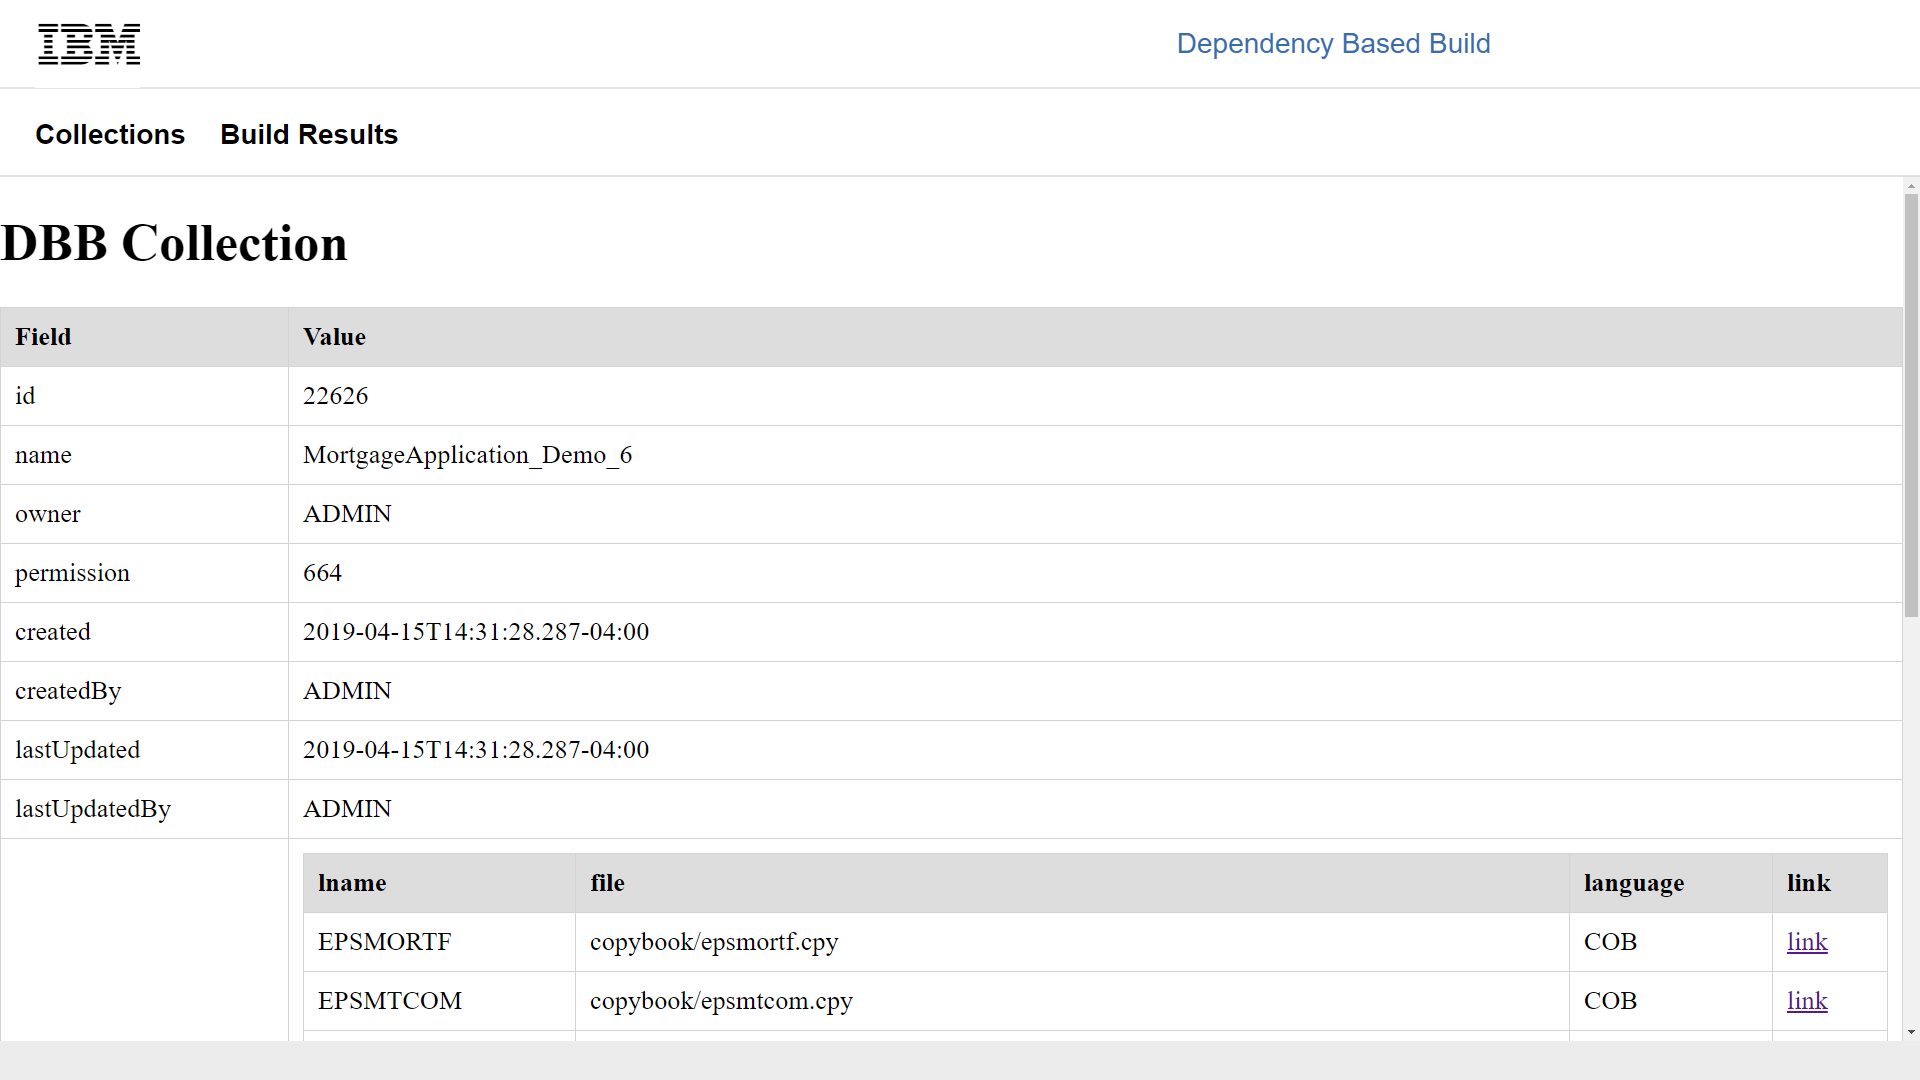 IBM
Dependency Based Build
Collections Build Results
DBB Collection
Field Value
id 22626
name MortgageApplication_Demo_6
owner ADMIN
permission 664
created 2019-04-15T14:31:28.287-04:00
createdBy ADMIN
lastUpdated 2019-04-15T14:31:28.287-04:00
lastUpdatedBy ADMIN
lname file language link
EPSMORTF copybook/epsmortf.cpy COB link
EPSMTCOM copybook/epsmtcom.cpy COB link